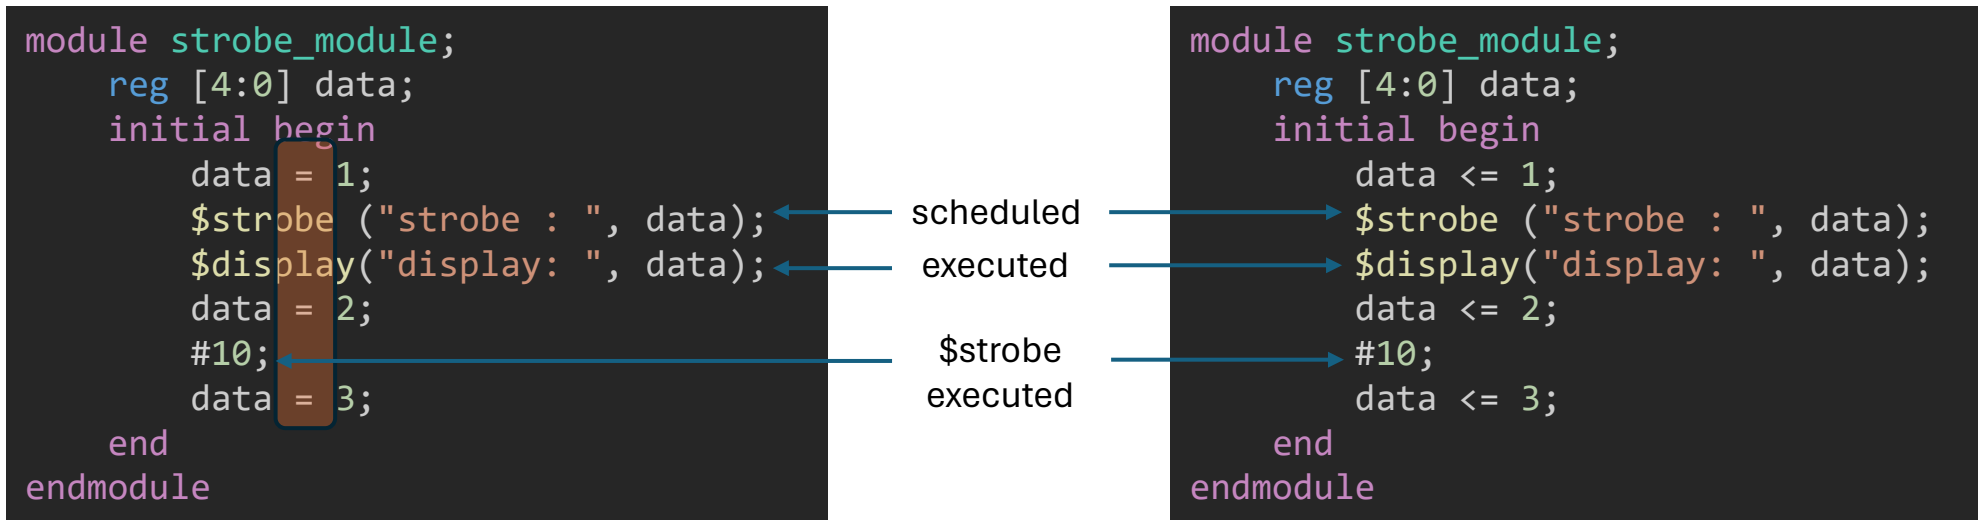 module strobe_module;
    reg [4:0] data;
    initial begin
        data = 1;
        $strobe ("strobe : ", data);
        $display("display: ", data);
        data = 2;
        #10;
        data = 3;
    end
endmodule
scheduled
executed
$strobe
executed
module strobe_module;
    reg [4:0] data;
    initial begin
        data <= 1;
        $strobe ("strobe : ", data);
        $display("display: ", data);
        data <= 2;
        #10;
        data <= 3;
    end
endmodule